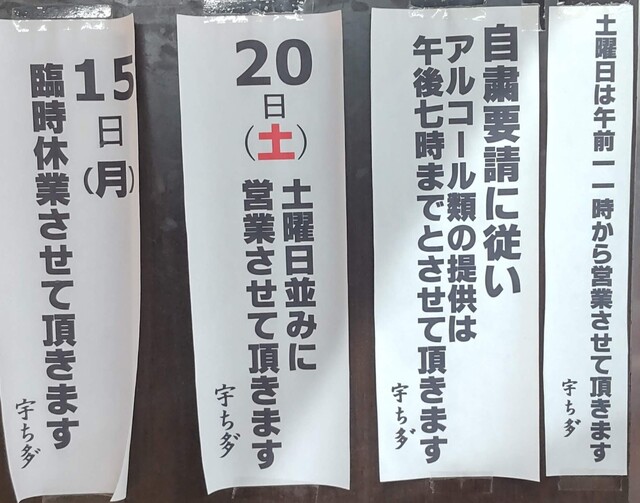 土曜日は午前一一時から営業させて頂きます
宇ち多゛
自粛要請に従い
アルコール類の提供は
午後七時までとさせて頂きます
宇ち多゛
20日(土)
土曜日並みに
営業させて頂きます
宇ち多゛
15日(月)
臨時休業させて頂きます
宇ち多゛